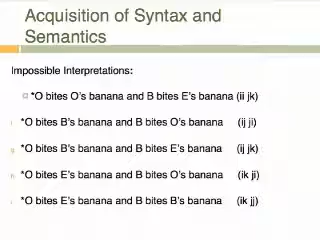 Acquisition of Syntax and
Semantics
Impossible Interpretations:
*O bites O's banana and B bites E's banana (ii jk)
*O bites B's banana and B bites O's banana (ij ji)
*O bites B's banana and B bites E's banana (ij jk)
*O bites E's banana and B bites O's banana (ik ji)
*O bites E's banana and B bites B's banana (ik jj)